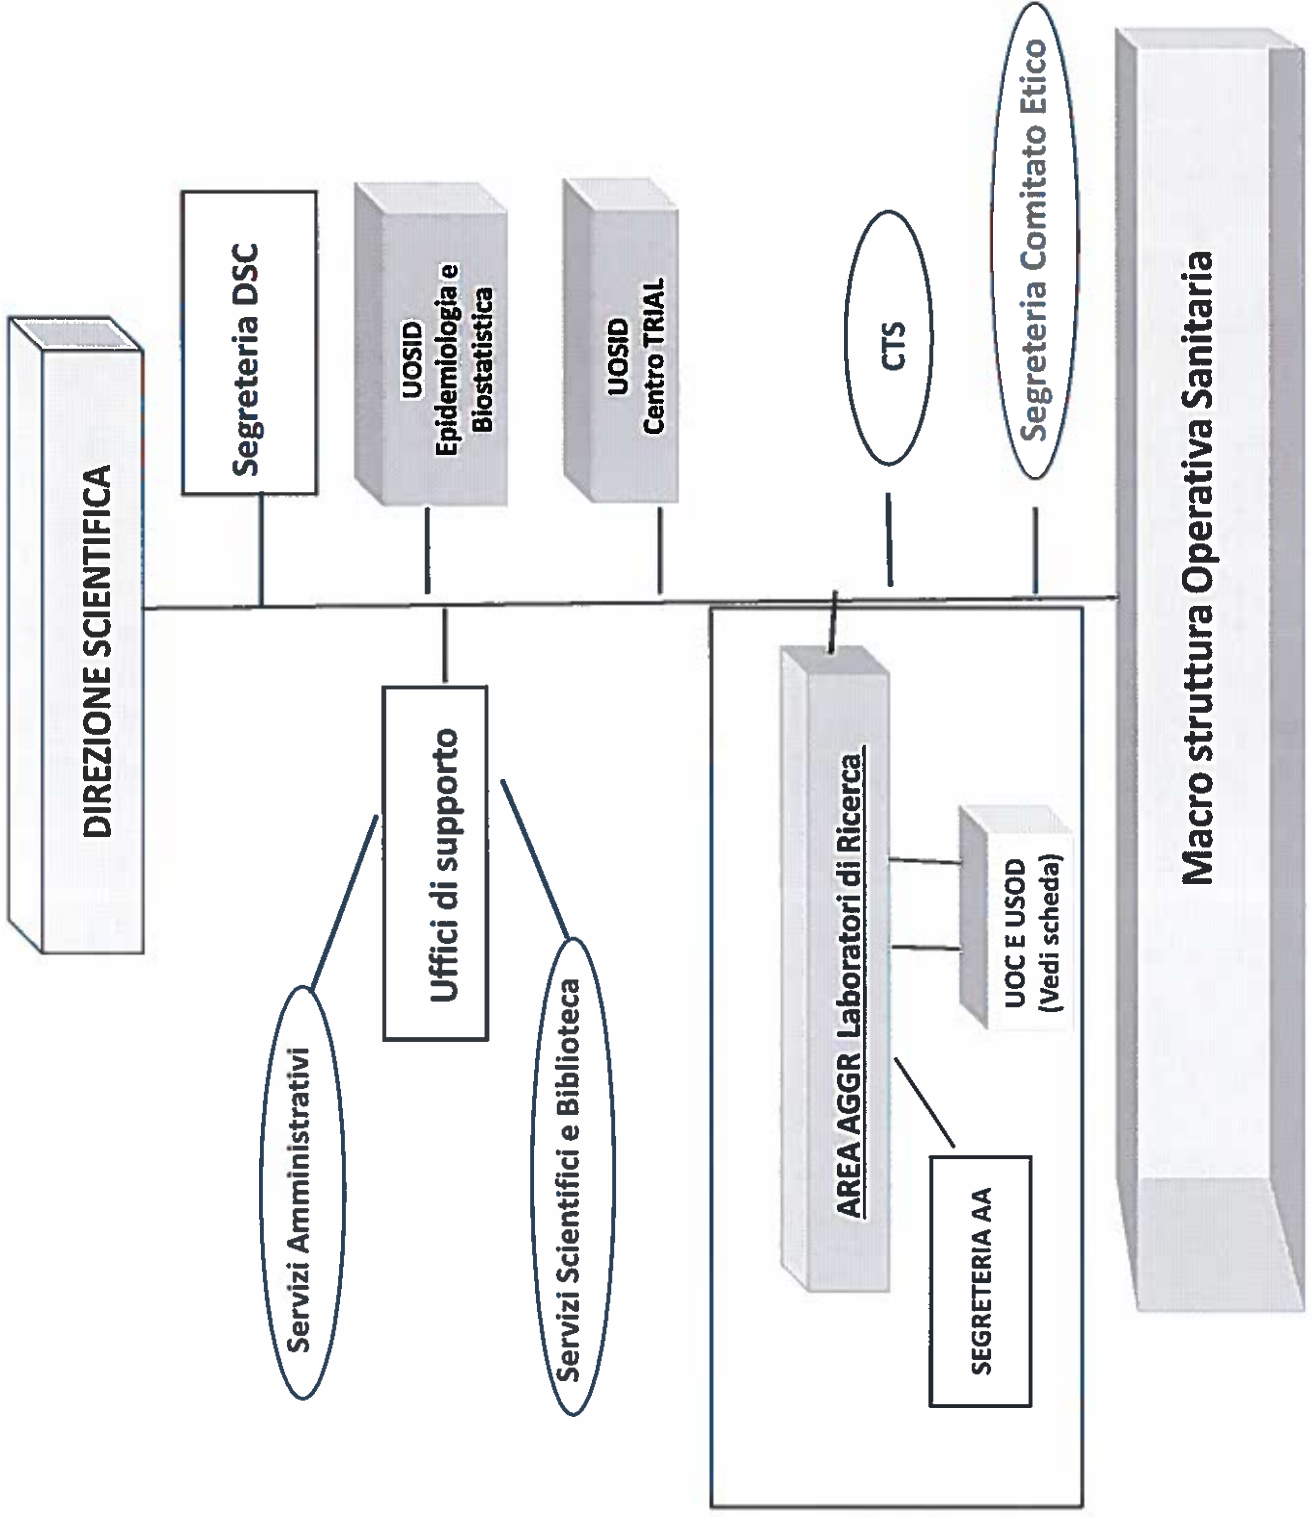 DIREZIONE SCIENTIFICA
Segreteria DSC
Servizi Amministrativi
UOSID
Epidemiologia e
Biostatistica
Uffici di supporto
Servizi Scientifici e Biblioteca
UOSID
Centro TRIAL
AREA AGGR Laboratori di Ricerca
CTS
SEGRETERIA AA
UOC E USOD
(Vedi scheda)
Segreteria Comitato Etico
Macro struttura Operativa Sanitaria